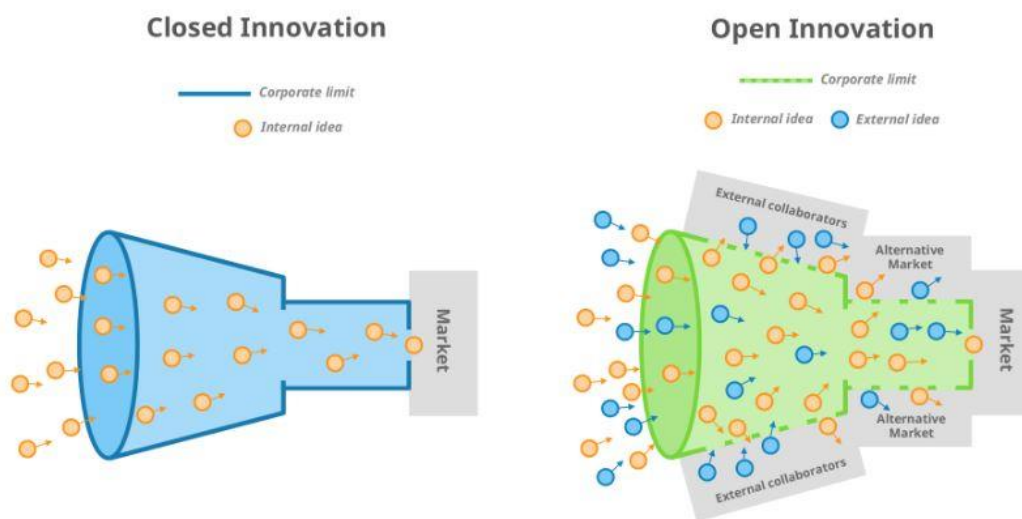 Closed Innovation
Corporate limit
Internal idea
Market
Open Innovation
Corporate limit
Internal idea
External idea
External collaborators
Alternative
Market
Market
Alternative
Market
External collaborators